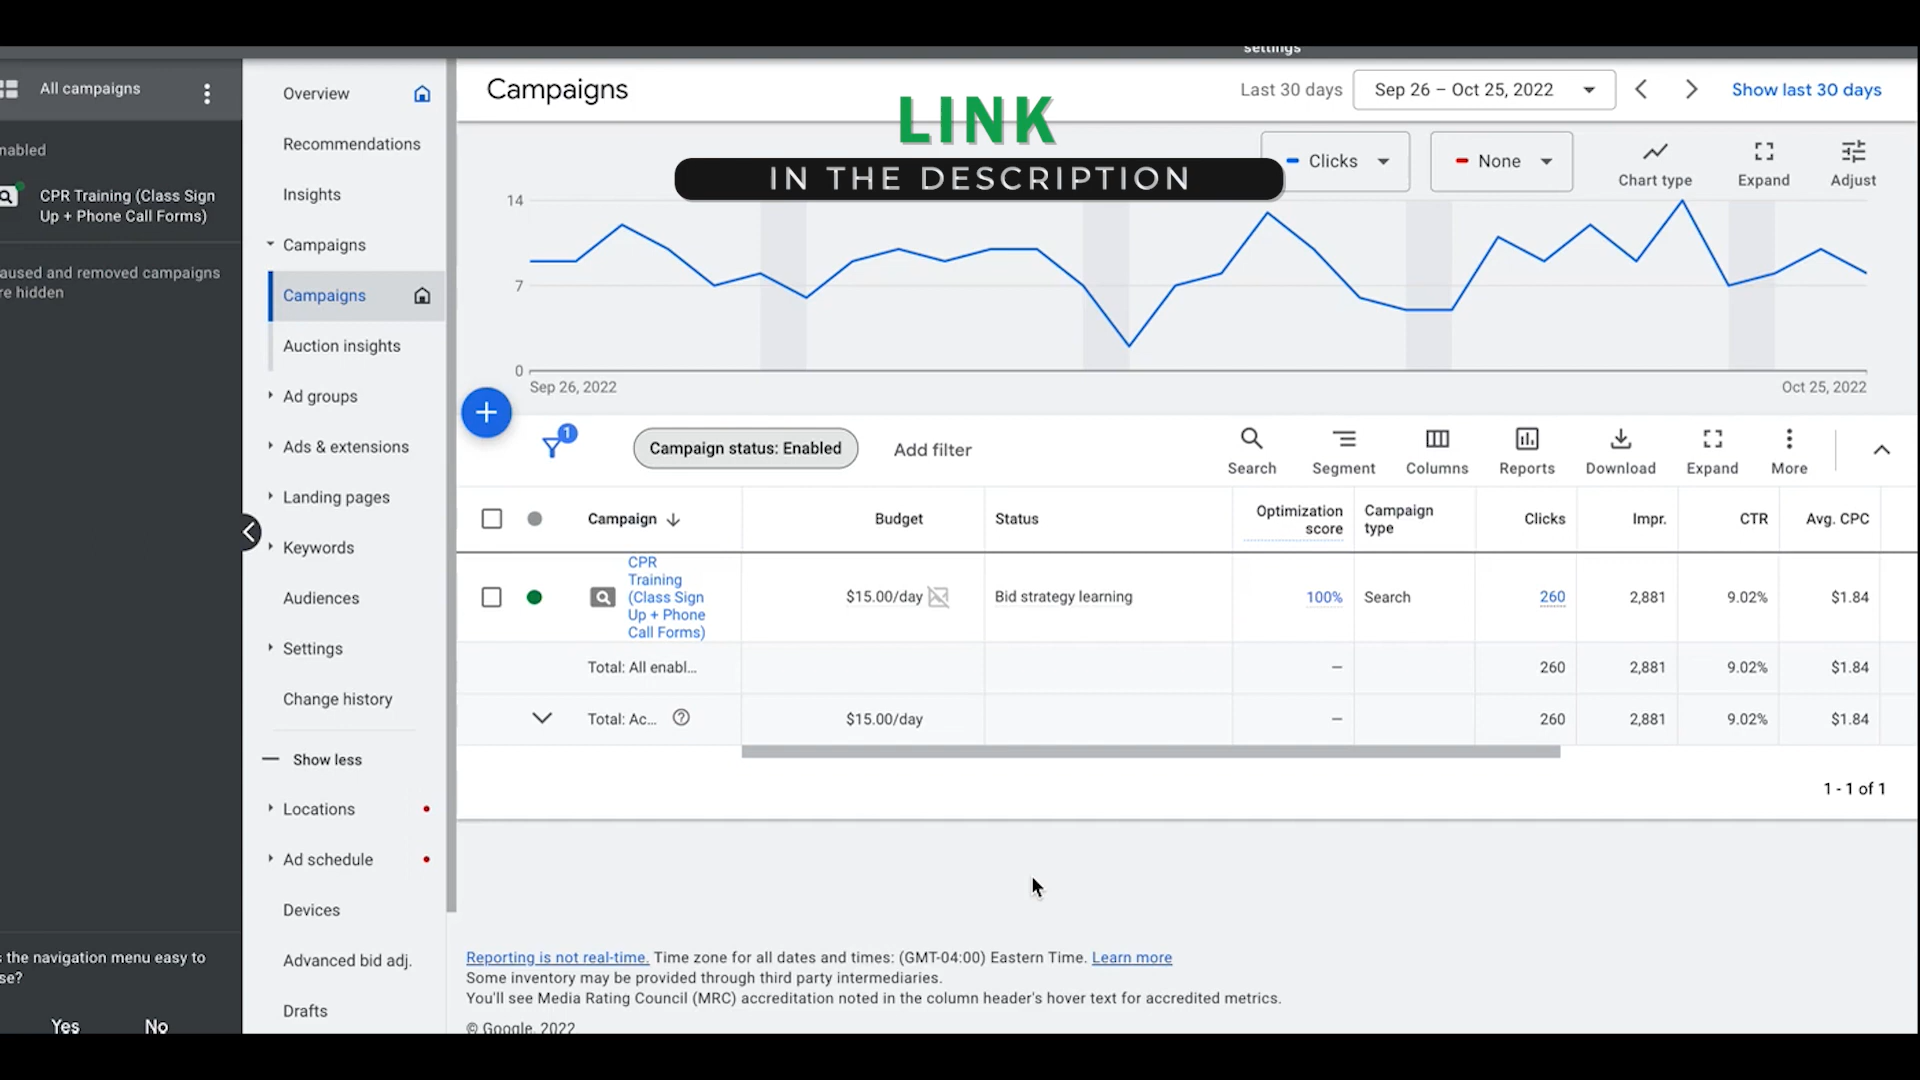 settings
All campaigns
nabled
CPR Training (Class Sign
Up + Phone Call Forms)
aused and removed campaigns
re hidden
s the navigation menu easy to
se?
Yes No
Overview
Recommendations
Insights
Campaigns
Campaigns
Auction insights
Ad groups
Ads & extensions
Landing pages
Keywords
Audiences
Settings
Change history
Show less
Locations
Ad schedule
Devices
Advanced bid adj.
Drafts
Campaigns
Last 30 days Sep 26 – Oct 25, 2022 Show last 30 days
LINK
IN THE DESCRIPTION
Clicks None Chart type Expand Adjust
14
7
0
Sep 26, 2022 Oct 25, 2022
1
Campaign status: Enabled Add filter Search Segment Columns Reports Download Expand More
Campaign Budget Status Optimization score Campaign type Clicks Impr. CTR Avg. CPC
CPR
Training
(Class Sign
Up + Phone
Call Forms)
$15.00/day Bid strategy learning 100% Search 260 2,881 9.02% $1.84
Total: All enabl... – 260 2,881 9.02% $1.84
Total: Ac... $15.00/day – 260 2,881 9.02% $1.84
1 - 1 of 1
Reporting is not real-time. Time zone for all dates and times: (GMT-04:00) Eastern Time. Learn more
Some inventory may be provided through third party intermediaries.
You'll see Media Rating Council (MRC) accreditation noted in the column header's hover text for accredited metrics.
© Google, 2022